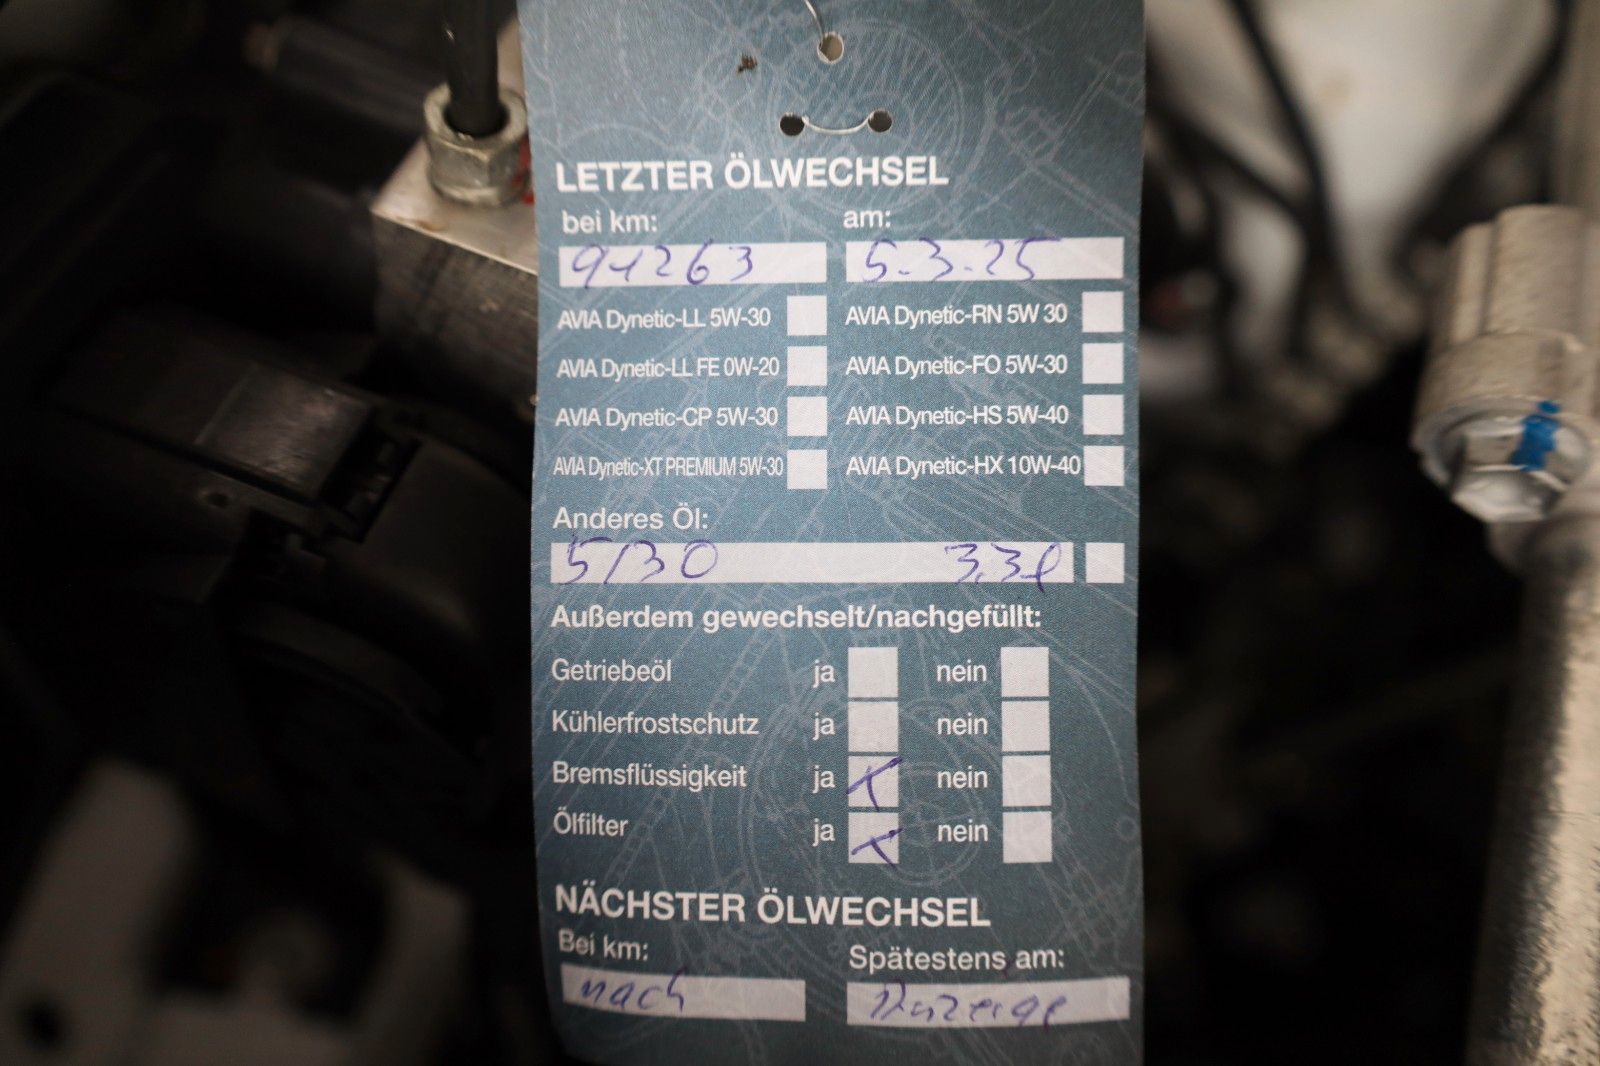 LETZTER ÖLWECHSEL
bei km: am:
91263 5.3.25
AVIA Dynetic-LL 5W-30 AVIA Dynetic-RN 5W 30
AVIA Dynetic-LL FE 0W-20 AVIA Dynetic-FO 5W-30
AVIA Dynetic-CP 5W-30 AVIA Dynetic-HS 5W-40
AVIA Dynetic-XT PREMIUM 5W-30 AVIA Dynetic-HX 10W-40
Anderes Öl:
5/30 3,3l
Außerdem gewechselt/nachgefüllt:
Getriebeöl ja nein
Kühlerfrostschutz ja nein
Bremsflüssigkeit ja x nein
Ölfilter ja x nein
NÄCHSTER ÖLWECHSEL
Bei km: Spätestens am:
nach Anzeige